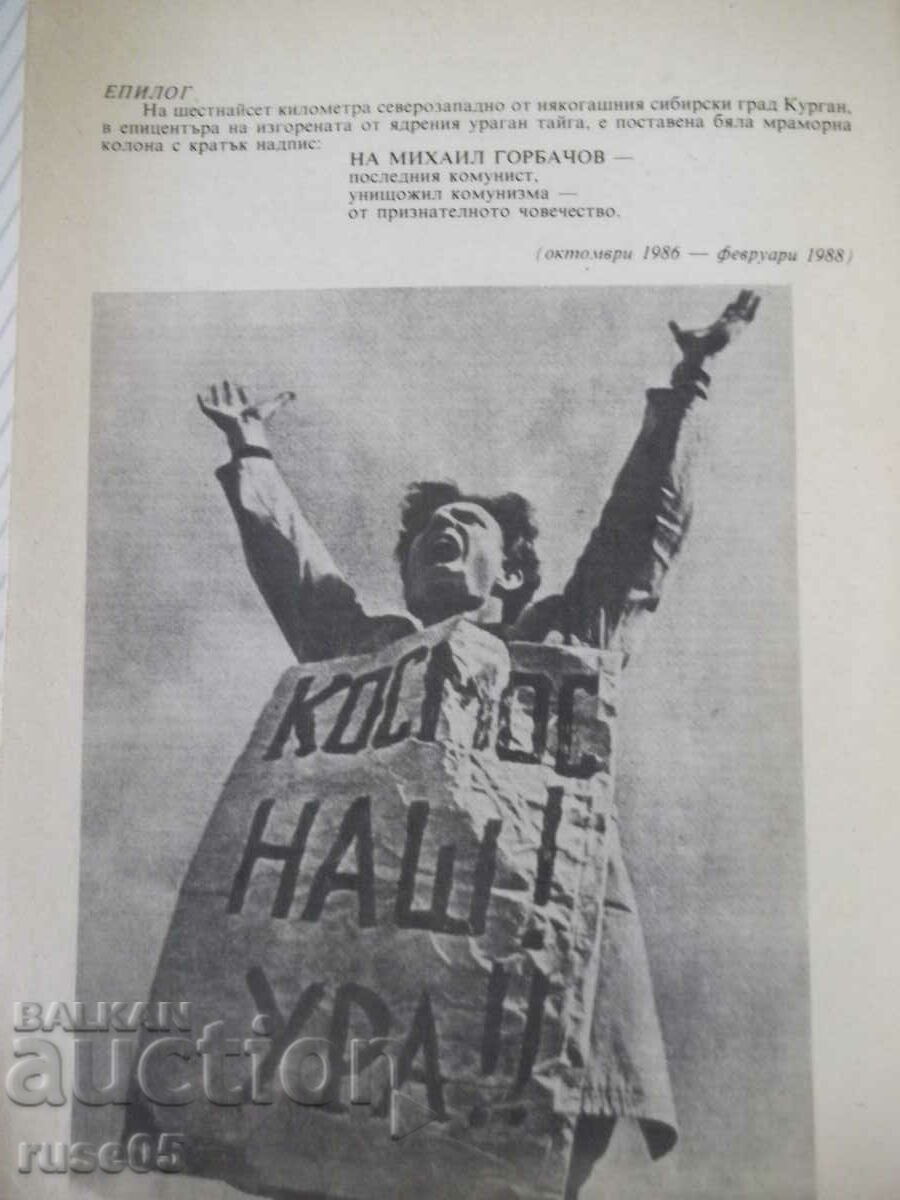 ЕПИЛОГ
На шестнайсет километра северозападно от някогашния сибирски град Курган,
в епицентъра на изгорената от ядрения ураган тайга, е поставена бяла мраморна
колона с кратък надпис:
НА МИХАИЛ ГОРБАЧОВ —
последния комунист,
унищожил комунизма —
от признателното човечество.
(октомври 1986 — февруари 1988)
КОСМОС
НАШ!
УРА!!
BALKAN
auction
ruse05